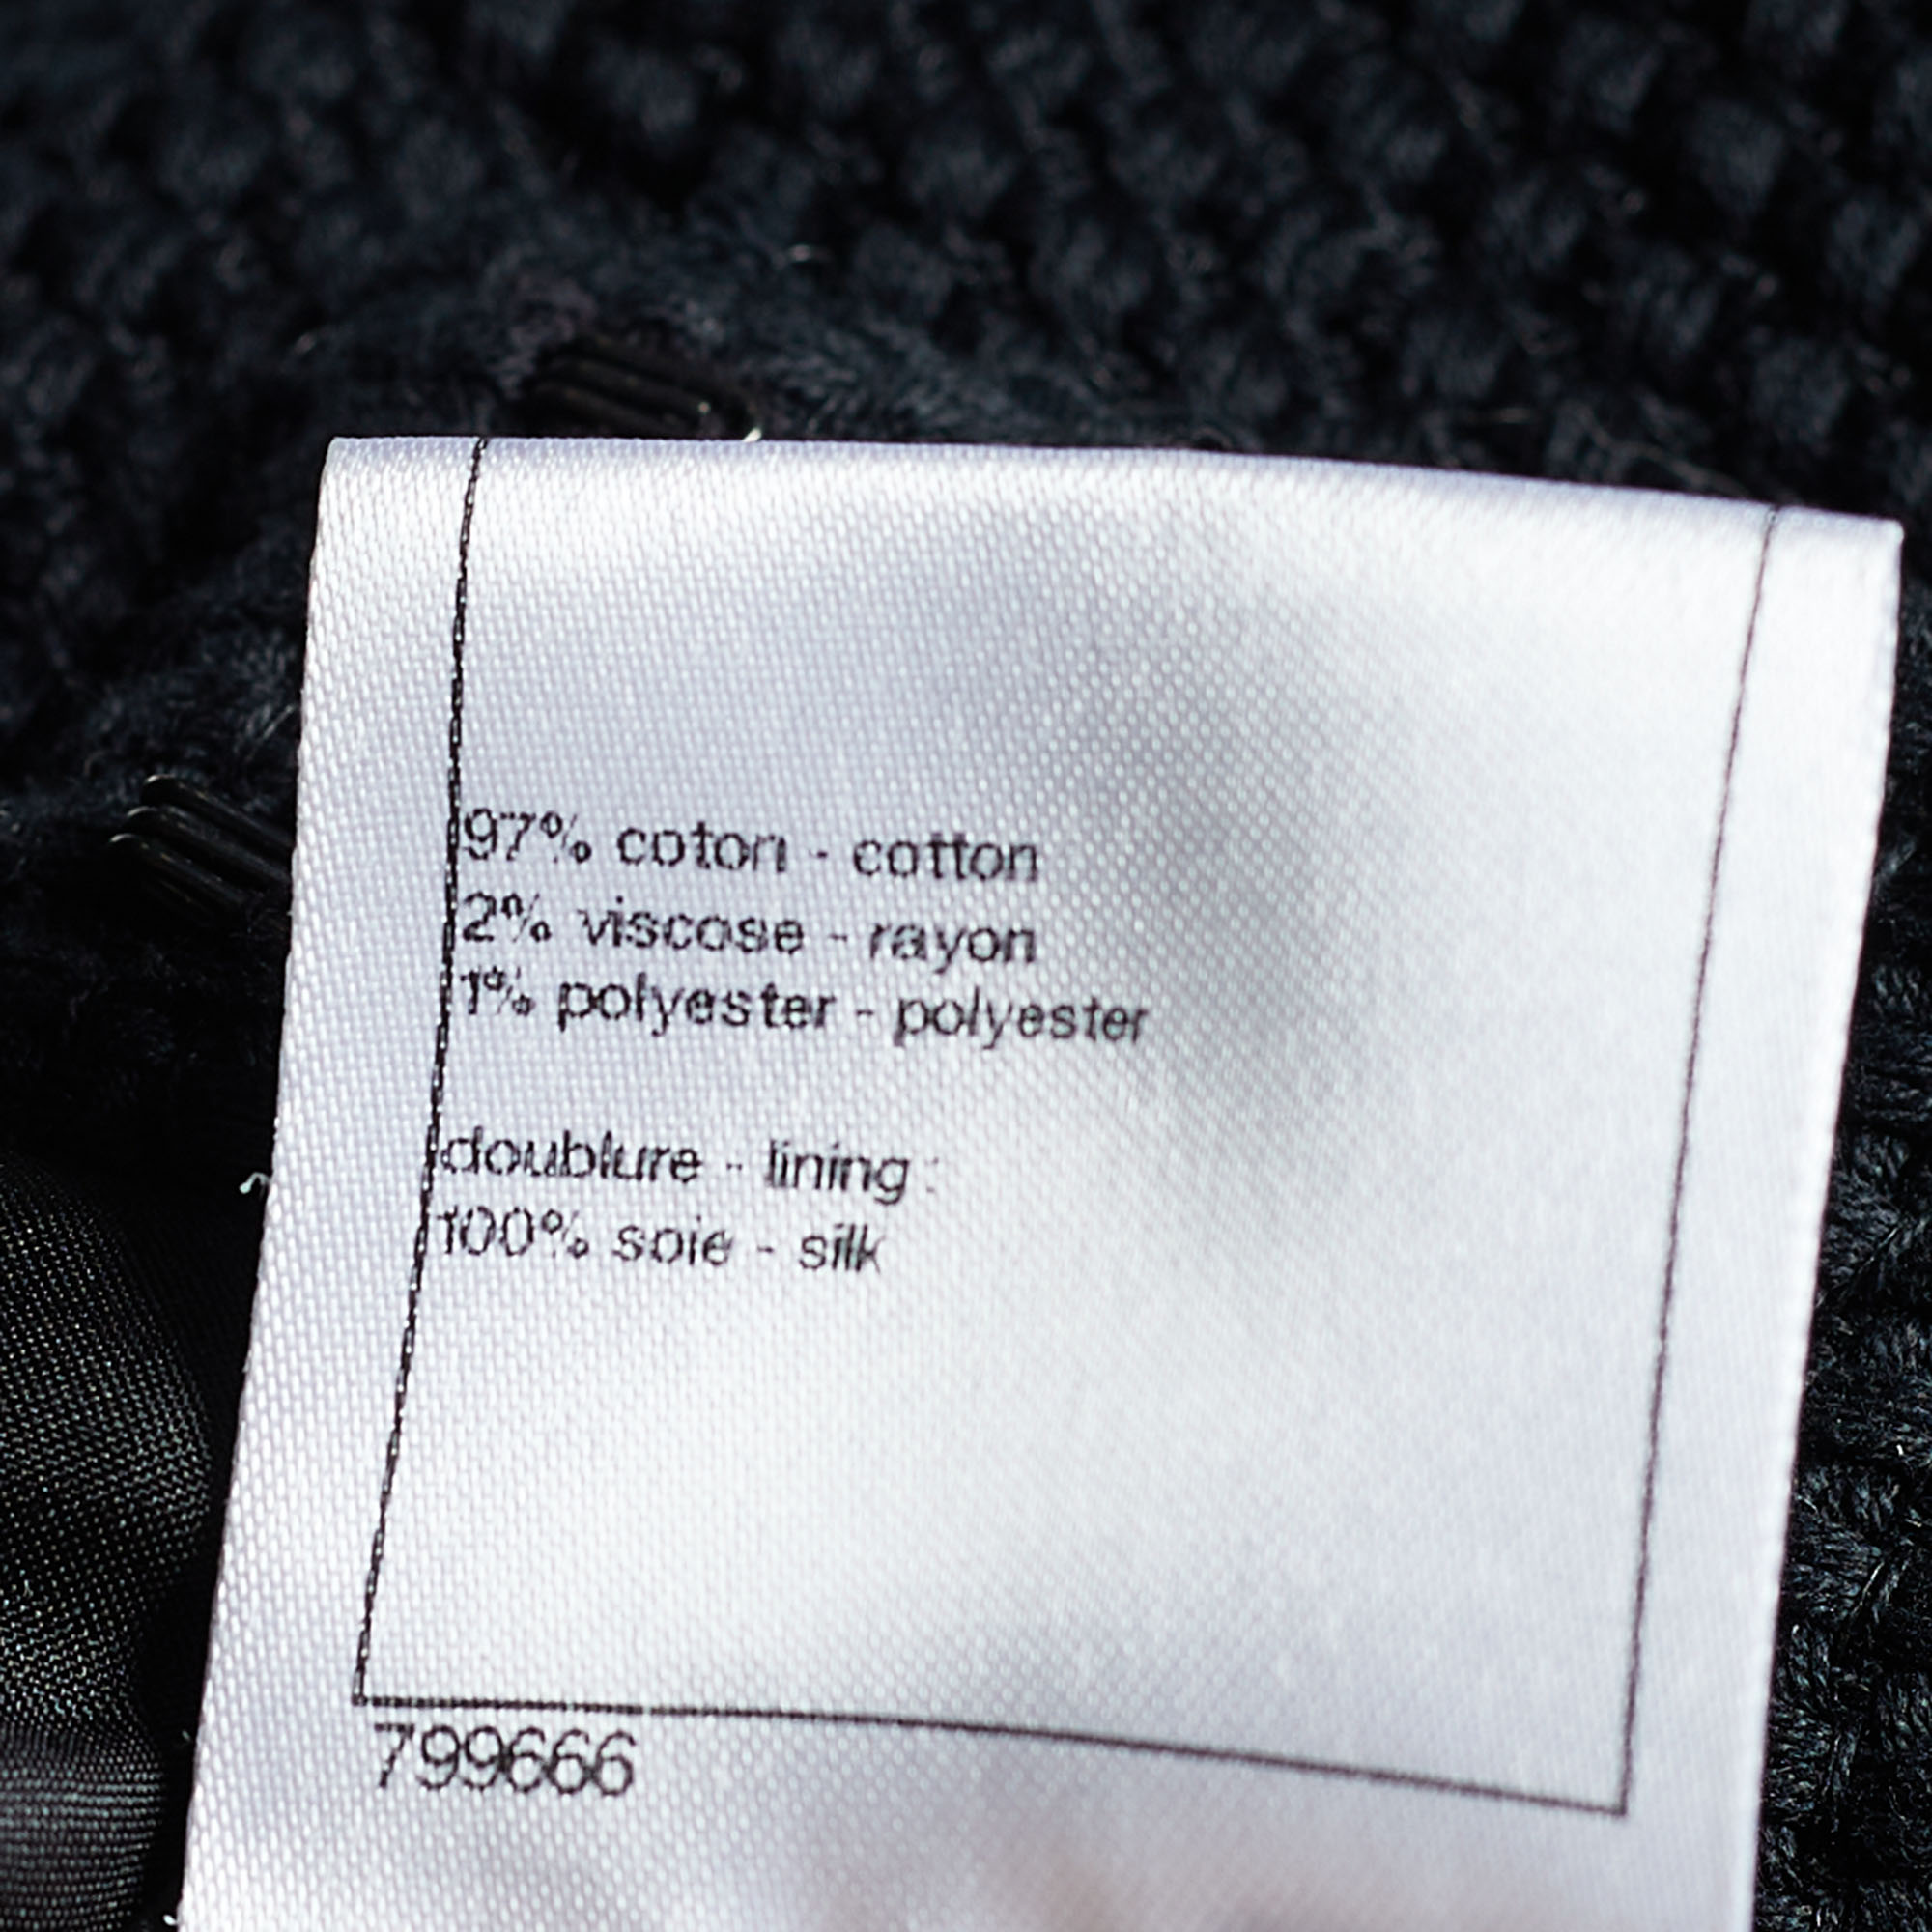 97% coton - cotton
2% viscose - rayon
1% polyester - polyester
doublure - lining :
100% soie - silk
799666